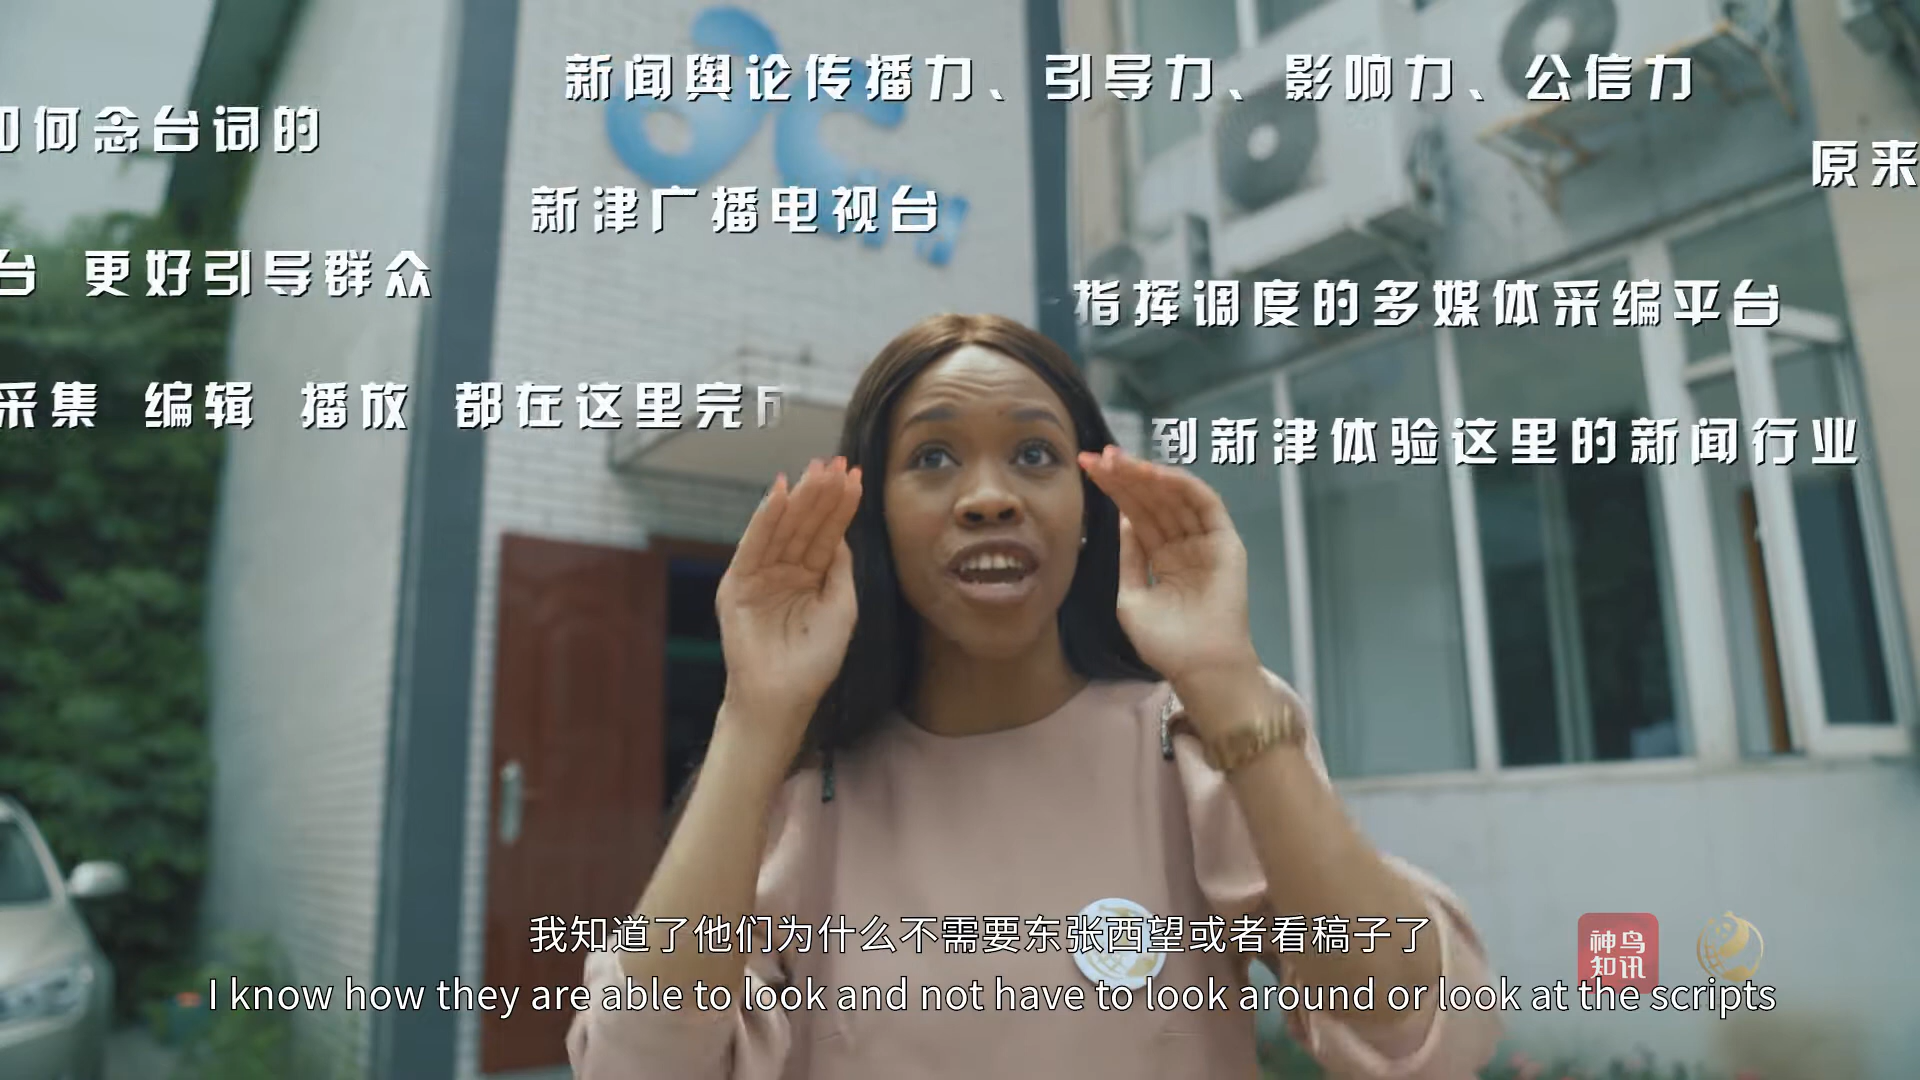 新闻舆论传播力、引导力、影响力、公信力
如何念台词的
原来
新津广播电视台
台 更好引导群众
指挥调度的多媒体采编平台
采集 编辑 播放 都在这里完成
到新津体验这里的新闻行业
我知道了他们为什么不需要东张西望或者看稿子了
神鸟
知讯
I know how they are able to look and not have to look around or look at the scripts